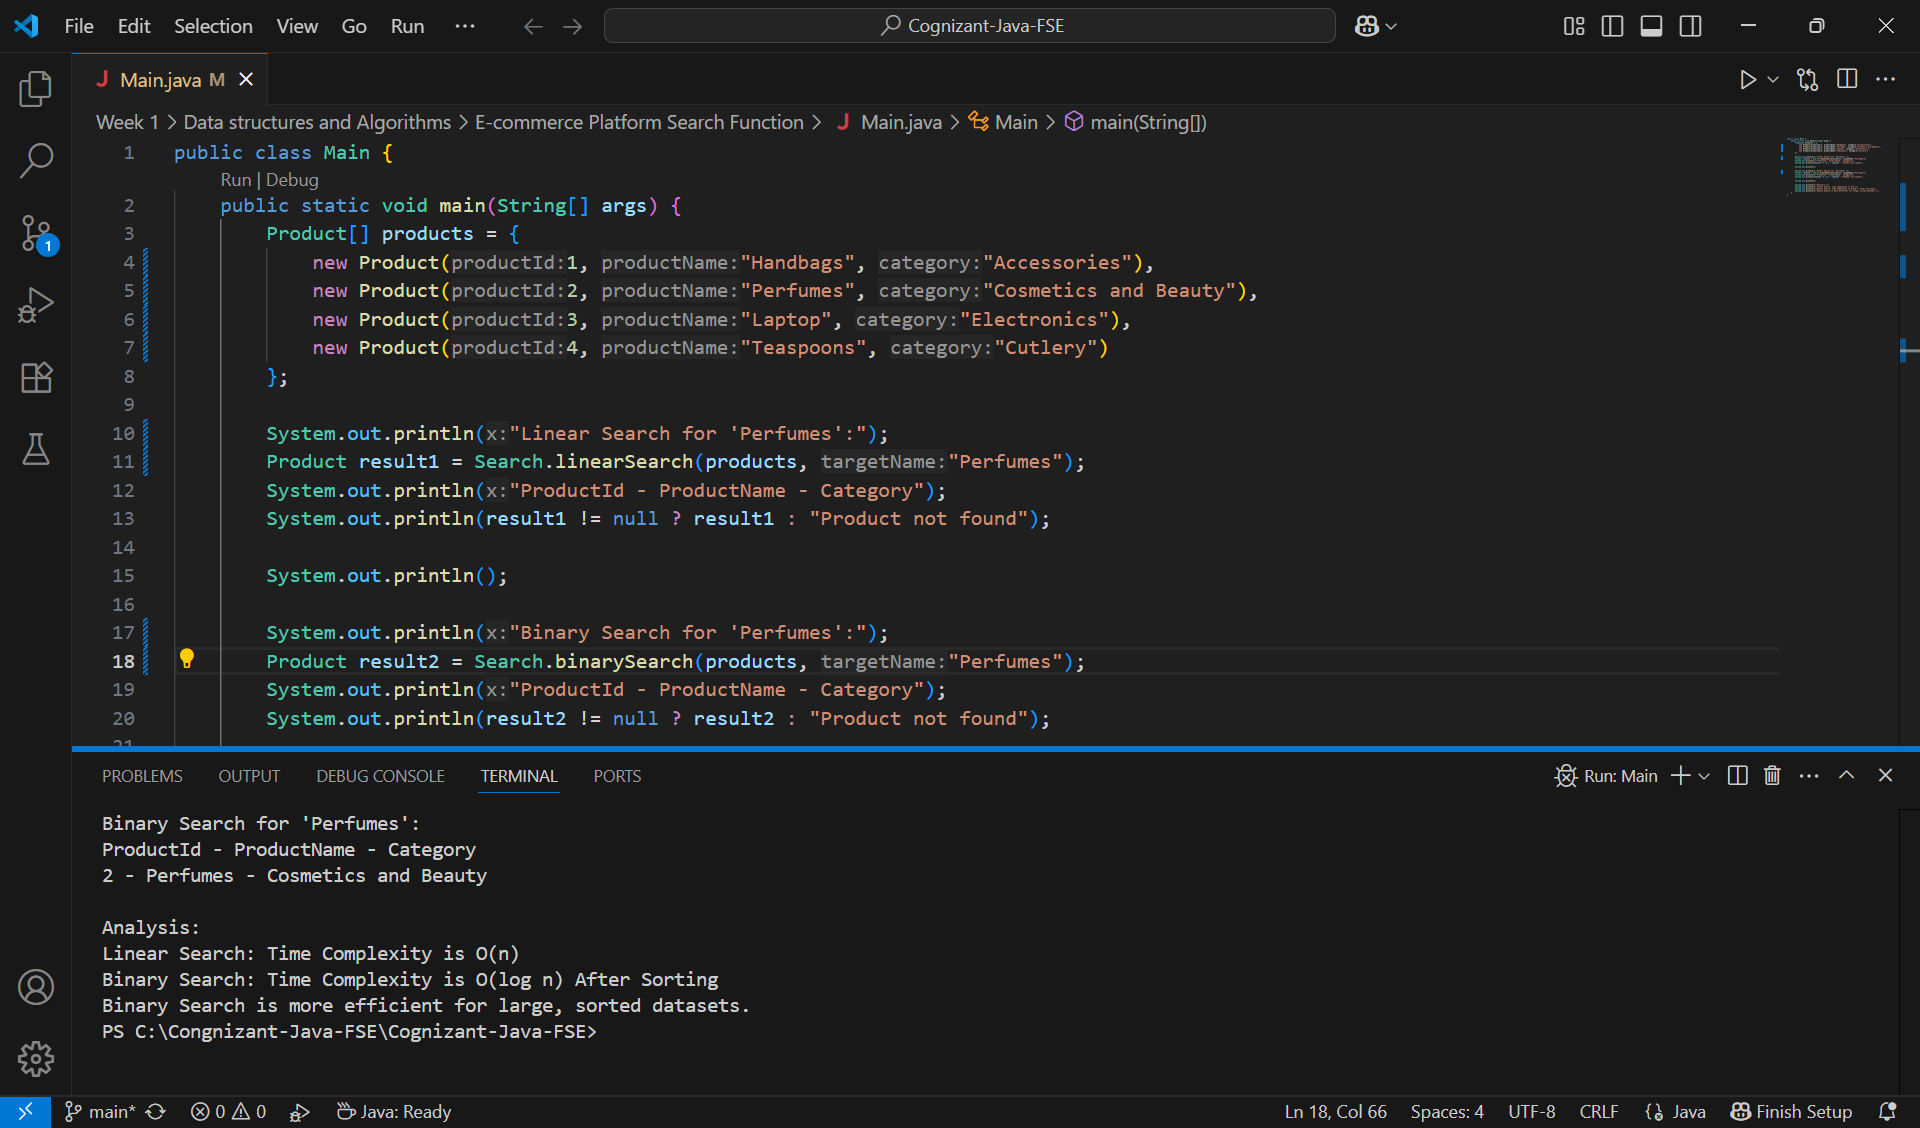 File Edit Selection View Go Run ··· Cognizant-Java-FSE
J Main.java M
Week 1 > Data structures and Algorithms > E-commerce Platform Search Function > J Main.java > Main > main(String[])
1 public class Main {
Run | Debug
2 public static void main(String[] args) {
3 Product[] products = {
4 new Product(productId:1, productName:"Handbags", category:"Accessories"),
5 new Product(productId:2, productName:"Perfumes", category:"Cosmetics and Beauty"),
6 new Product(productId:3, productName:"Laptop", category:"Electronics"),
7 new Product(productId:4, productName:"Teaspoons", category:"Cutlery")
8 };
9
10 System.out.println(x:"Linear Search for 'Perfumes':");
11 Product result1 = Search.linearSearch(products, targetName:"Perfumes");
12 System.out.println(x:"ProductId - ProductName - Category");
13 System.out.println(result1 != null ? result1 : "Product not found");
14
15 System.out.println();
16
17 System.out.println(x:"Binary Search for 'Perfumes':");
18 Product result2 = Search.binarySearch(products, targetName:"Perfumes");
19 System.out.println(x:"ProductId - ProductName - Category");
20 System.out.println(result2 != null ? result2 : "Product not found");
21
1
PROBLEMS OUTPUT DEBUG CONSOLE TERMINAL PORTS Run: Main
Binary Search for 'Perfumes':
ProductId - ProductName - Category
2 - Perfumes - Cosmetics and Beauty

Analysis:
Linear Search: Time Complexity is O(n)
Binary Search: Time Complexity is O(log n) After Sorting
Binary Search is more efficient for large, sorted datasets.
PS C:\Congnizant-Java-FSE\Cognizant-Java-FSE>
main* 0 0 Java: Ready Ln 18, Col 66 Spaces: 4 UTF-8 CRLF Java Finish Setup